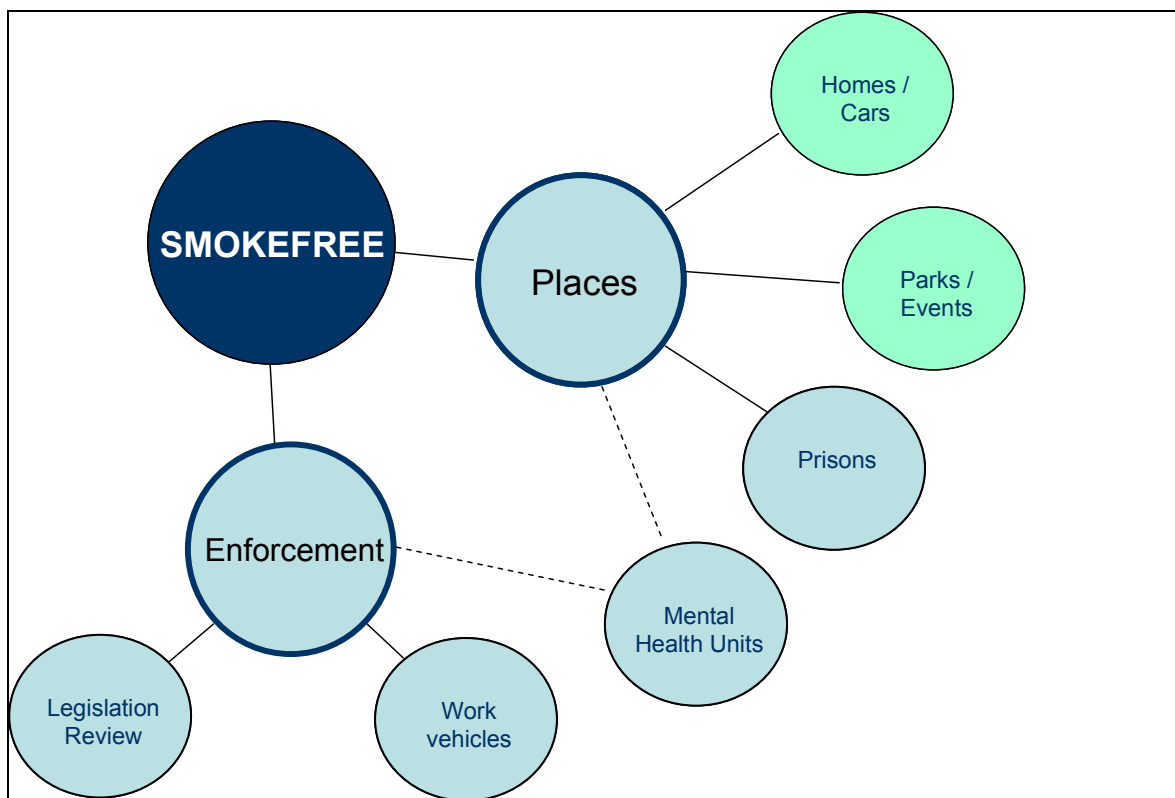 Homes /
Cars
SMOKEFREE
Places
Parks /
Events
Prisons
Enforcement
Mental
Health Units
Legislation
Review
Work
vehicles